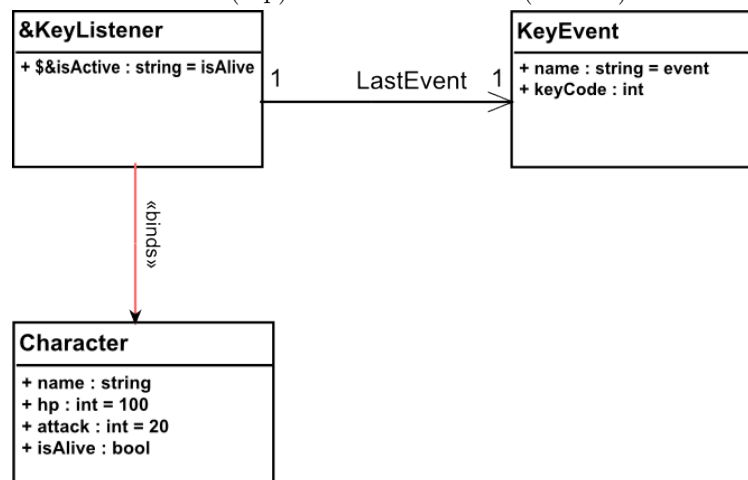 &KeyListener
+ $&isActive : string = isAlive
1
LastEvent
1
KeyEvent
+ name : string = event
+ keyCode : int
«binds»
Character
+ name : string
+ hp : int = 100
+ attack : int = 20
+ isAlive : bool